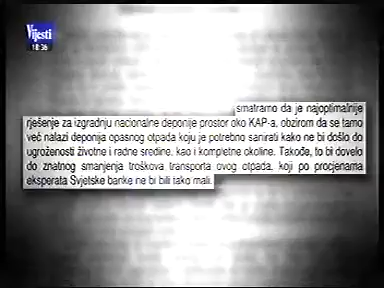 Vijesti
18:36
smatramo da je najoptimalnije
rješenje za izgradnju nacionalne deponije prostor oko KAP-a, obzirom da se tamo
već nalazi deponija opasnog otpada koju je potrebno sanirati kako ne bi došlo do
ugroženosti životne i radne sredine, kao i kompletne okoline. Takođe, to bi dovelo
do znatnog smanjenja troškova transporta ovog otpada, koji po procjenama
eksperata Svjetske banke ne bi bili tako mali.